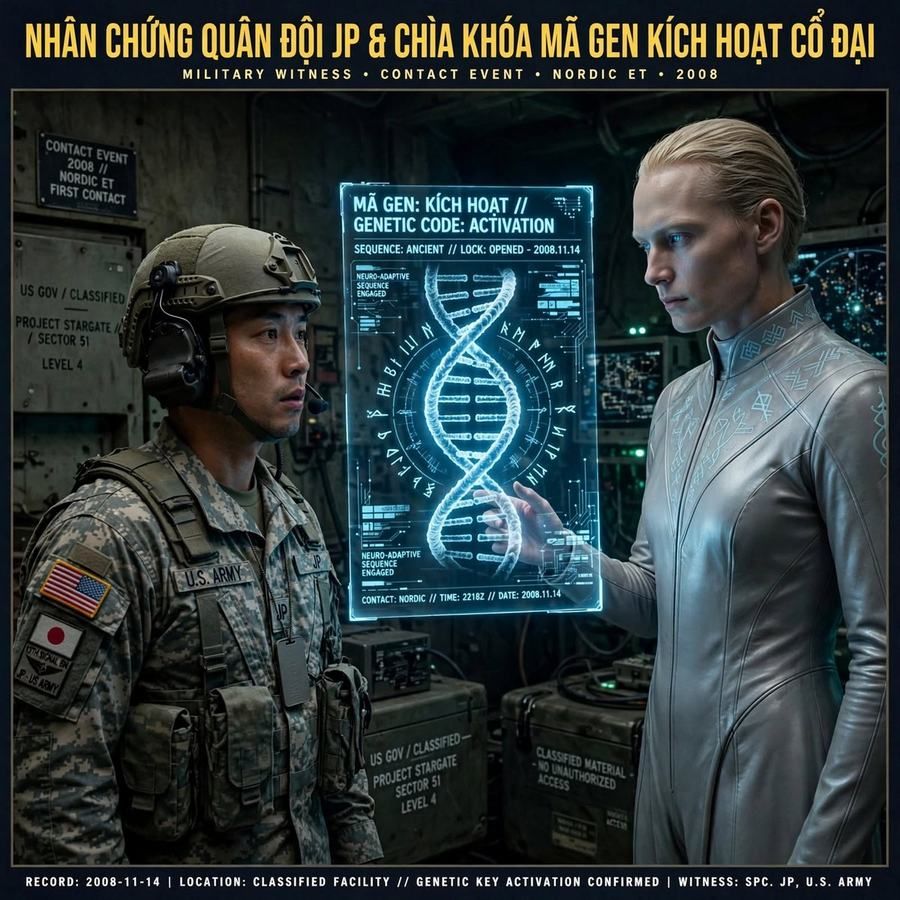 NHÂN CHỨNG QUÂN ĐỘI JP & CHÌA KHÓA MÃ GEN KÍCH HOẠT CỔ ĐẠI
MILITARY WITNESS • CONTACT EVENT • NORDIC ET • 2008
CONTACT EVENT
2008 //
NORDIC ET
FIRST CONTACT
US GOV / CLASSIFIED
PROJECT STARGATE //
/ SECTOR 51
LEVEL 4
MÃ GEN: KÍCH HOẠT //
GENETIC CODE: ACTIVATION
SEQUENCE: ANCIENT // LOCK: OPENED - 2008.11.14
NEURO-ADAPTIVE
SEQUENCE
ENGAGED
NEURO-ADAPTIVE
SEQUENCE
ENGAGED
CONTACT: NORDIC // TIME: 2218Z // DATE: 2008.11.14
U.S. ARMY
JP
JP
JP - US ARMY
US GOV / CLASSIFIED
PROJECT STARGATE
SECTOR 51
LEVEL 4
CLASSIFIED MATERIAL
- NO UNAUTHORIZED
ACCESS
RECORD: 2008-11-14 | LOCATION: CLASSIFIED FACILITY // GENETIC KEY ACTIVATION CONFIRMED | WITNESS: SPC. JP, U.S. ARMY